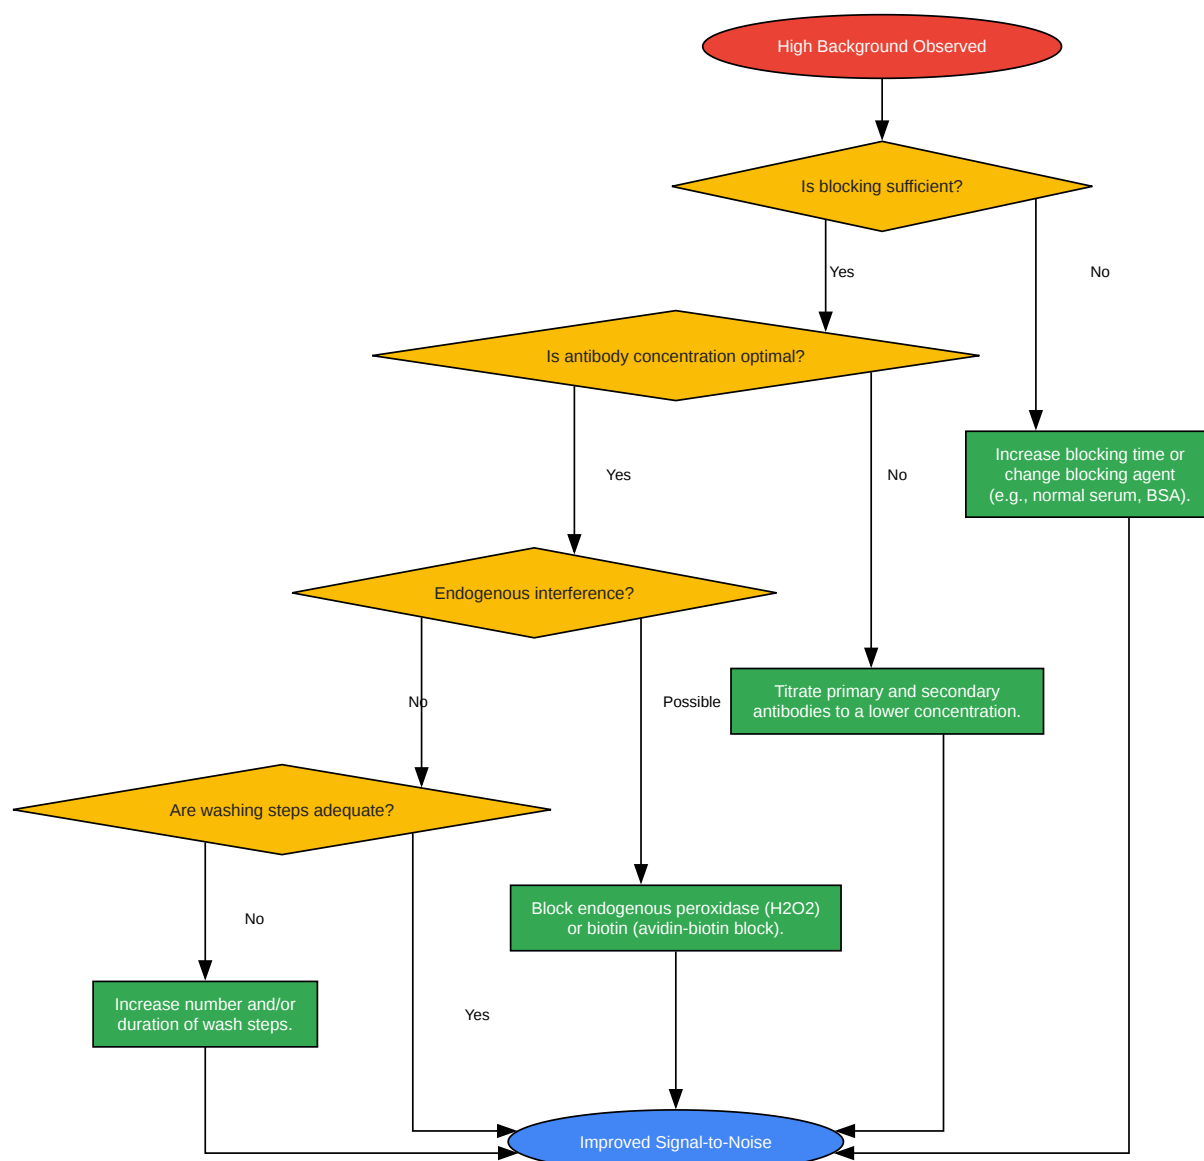 High Background Observed
Is blocking sufficient?
Yes
No
Is antibody concentration optimal?
Increase blocking time or
change blocking agent
(e.g., normal serum, BSA).
Yes
No
Endogenous interference?
No
Possible
Titrate primary and secondary
antibodies to a lower concentration.
Are washing steps adequate?
No
Block endogenous peroxidase (H2O2)
or biotin (avidin-biotin block).
Increase number and/or
duration of wash steps.
Yes
Improved Signal-to-Noise